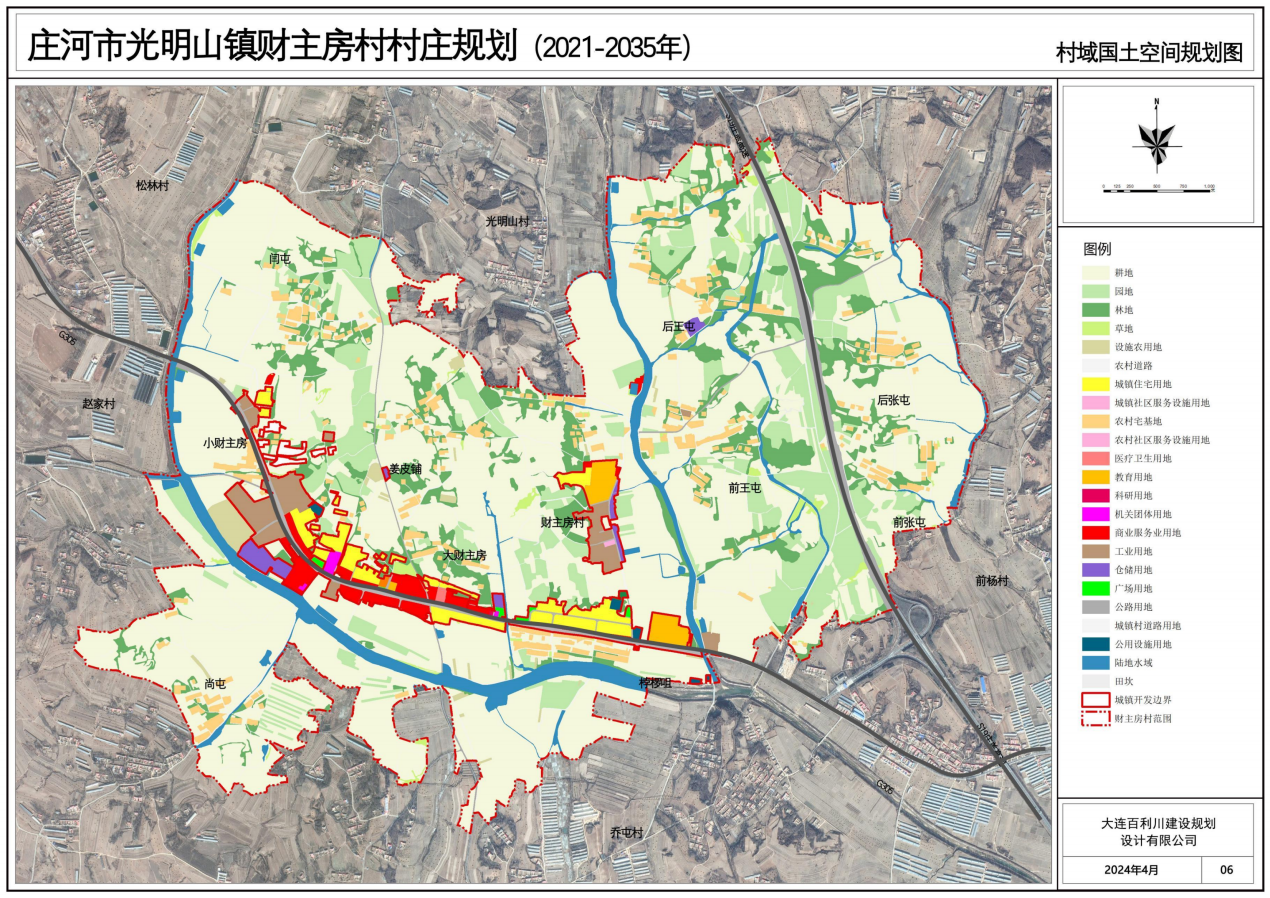 庄河市光明山镇财主房村村庄规划（2021-2035年）
村域国土空间规划图
N
0 125 250 500 750 1,000
松林村
光明山村
闫屯
G305
后王屯
赵家村
后张屯
小财主房
姜皮铺
前王屯
财主房村
前张屯
大财主房
前杨村
尚屯
桲椤咀
G305
乔屯村
图例
耕地
园地
林地
草地
设施农用地
农村道路
城镇住宅用地
城镇社区服务设施用地
农村宅基地
农村社区服务设施用地
医疗卫生用地
教育用地
科研用地
机关团体用地
商业服务业用地
工业用地
仓储用地
广场用地
公路用地
城镇村道路用地
公用设施用地
陆地水域
田坎
城镇开发边界
财主房村范围
大连百利川建设规划
设计有限公司
2024年4月
06